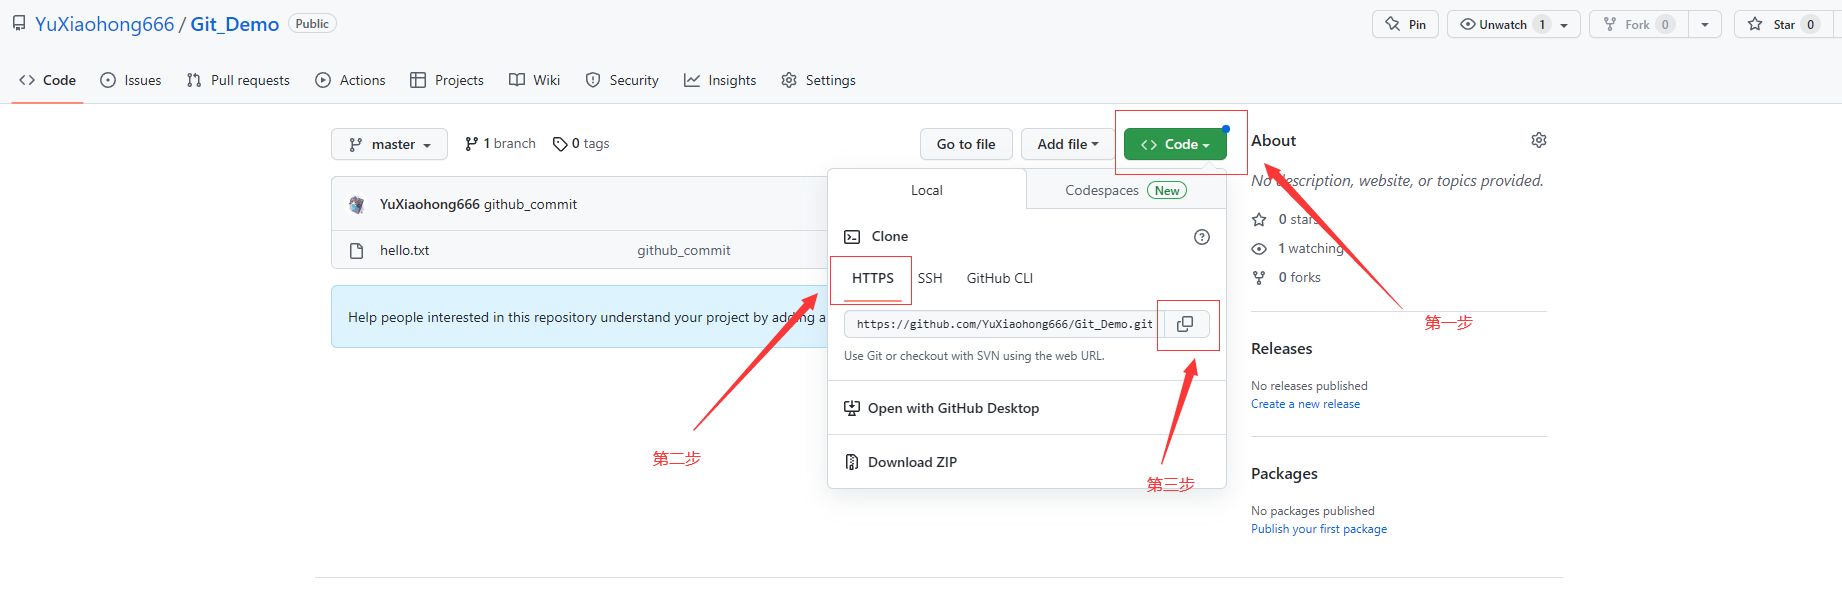 YuXiaohong666 / Git_Demo Public
Pin Unwatch 1 Fork 0 Star 0
Code Issues Pull requests Actions Projects Wiki Security Insights Settings
master 1 branch 0 tags Go to file Add file Code
YuXiaohong666 github_commit
hello.txt github_commit
Help people interested in this repository understand your project by adding a
Local Codespaces New
Clone
HTTPS SSH GitHub CLI
https://github.com/YuXiaohong666/Git_Demo.git
Use Git or checkout with SVN using the web URL.
Open with GitHub Desktop
Download ZIP
第一步
第二步
第三步
About
No description, website, or topics provided.
0 stars
1 watching
0 forks
Releases
No releases published
Create a new release
Packages
No packages published
Publish your first package